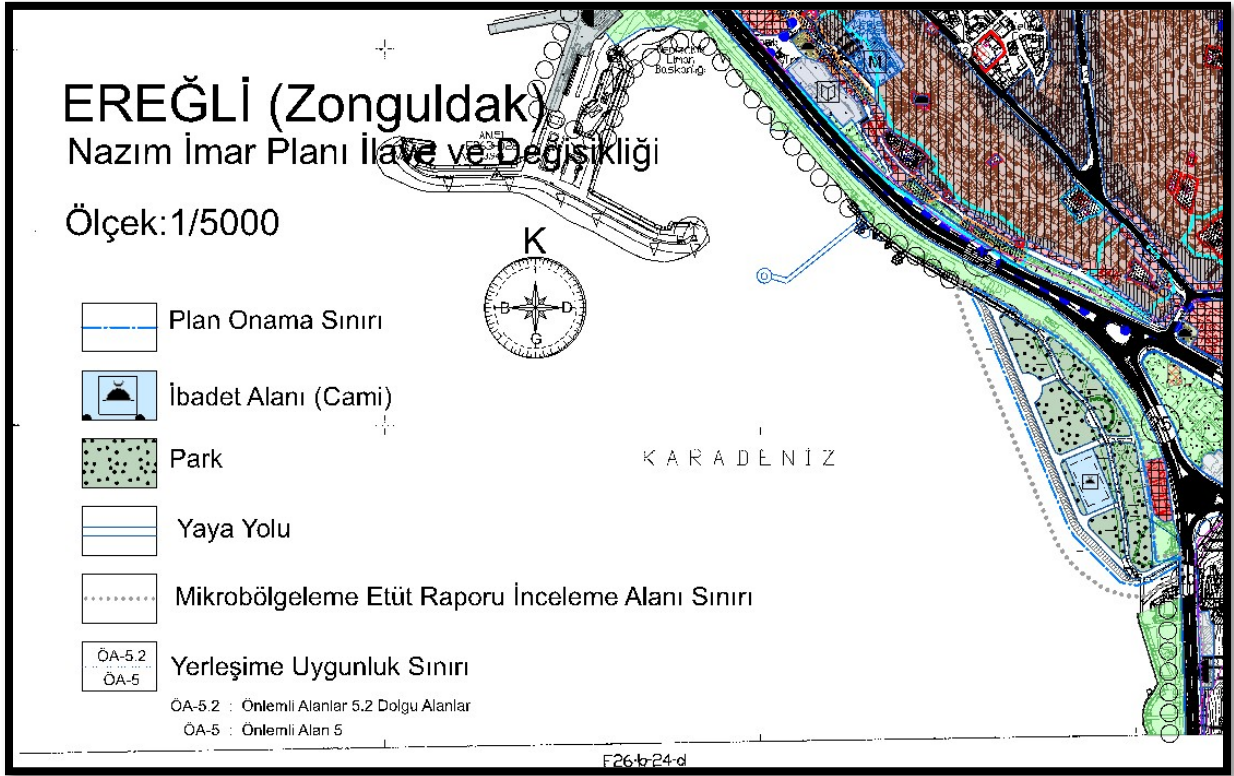 EREĞLİ (Zonguldak)
Nazım İmar Planı İlave ve Değişikliği
Ölçek:1/5000
Liman
Başkanlığı
M
K
B
D
G
Plan Onama Sınırı
İbadet Alanı (Cami)
Park
Yaya Yolu
Mikrobölgeleme Etüt Raporu İnceleme Alanı Sınırı
ÖA-5.2
ÖA-5
Yerleşime Uygunluk Sınırı
ÖA-5.2 : Önlemli Alanlar 5.2 Dolgu Alanlar
ÖA-5 : Önlemli Alan 5
KARADENİZ
25
F26-b-24-d